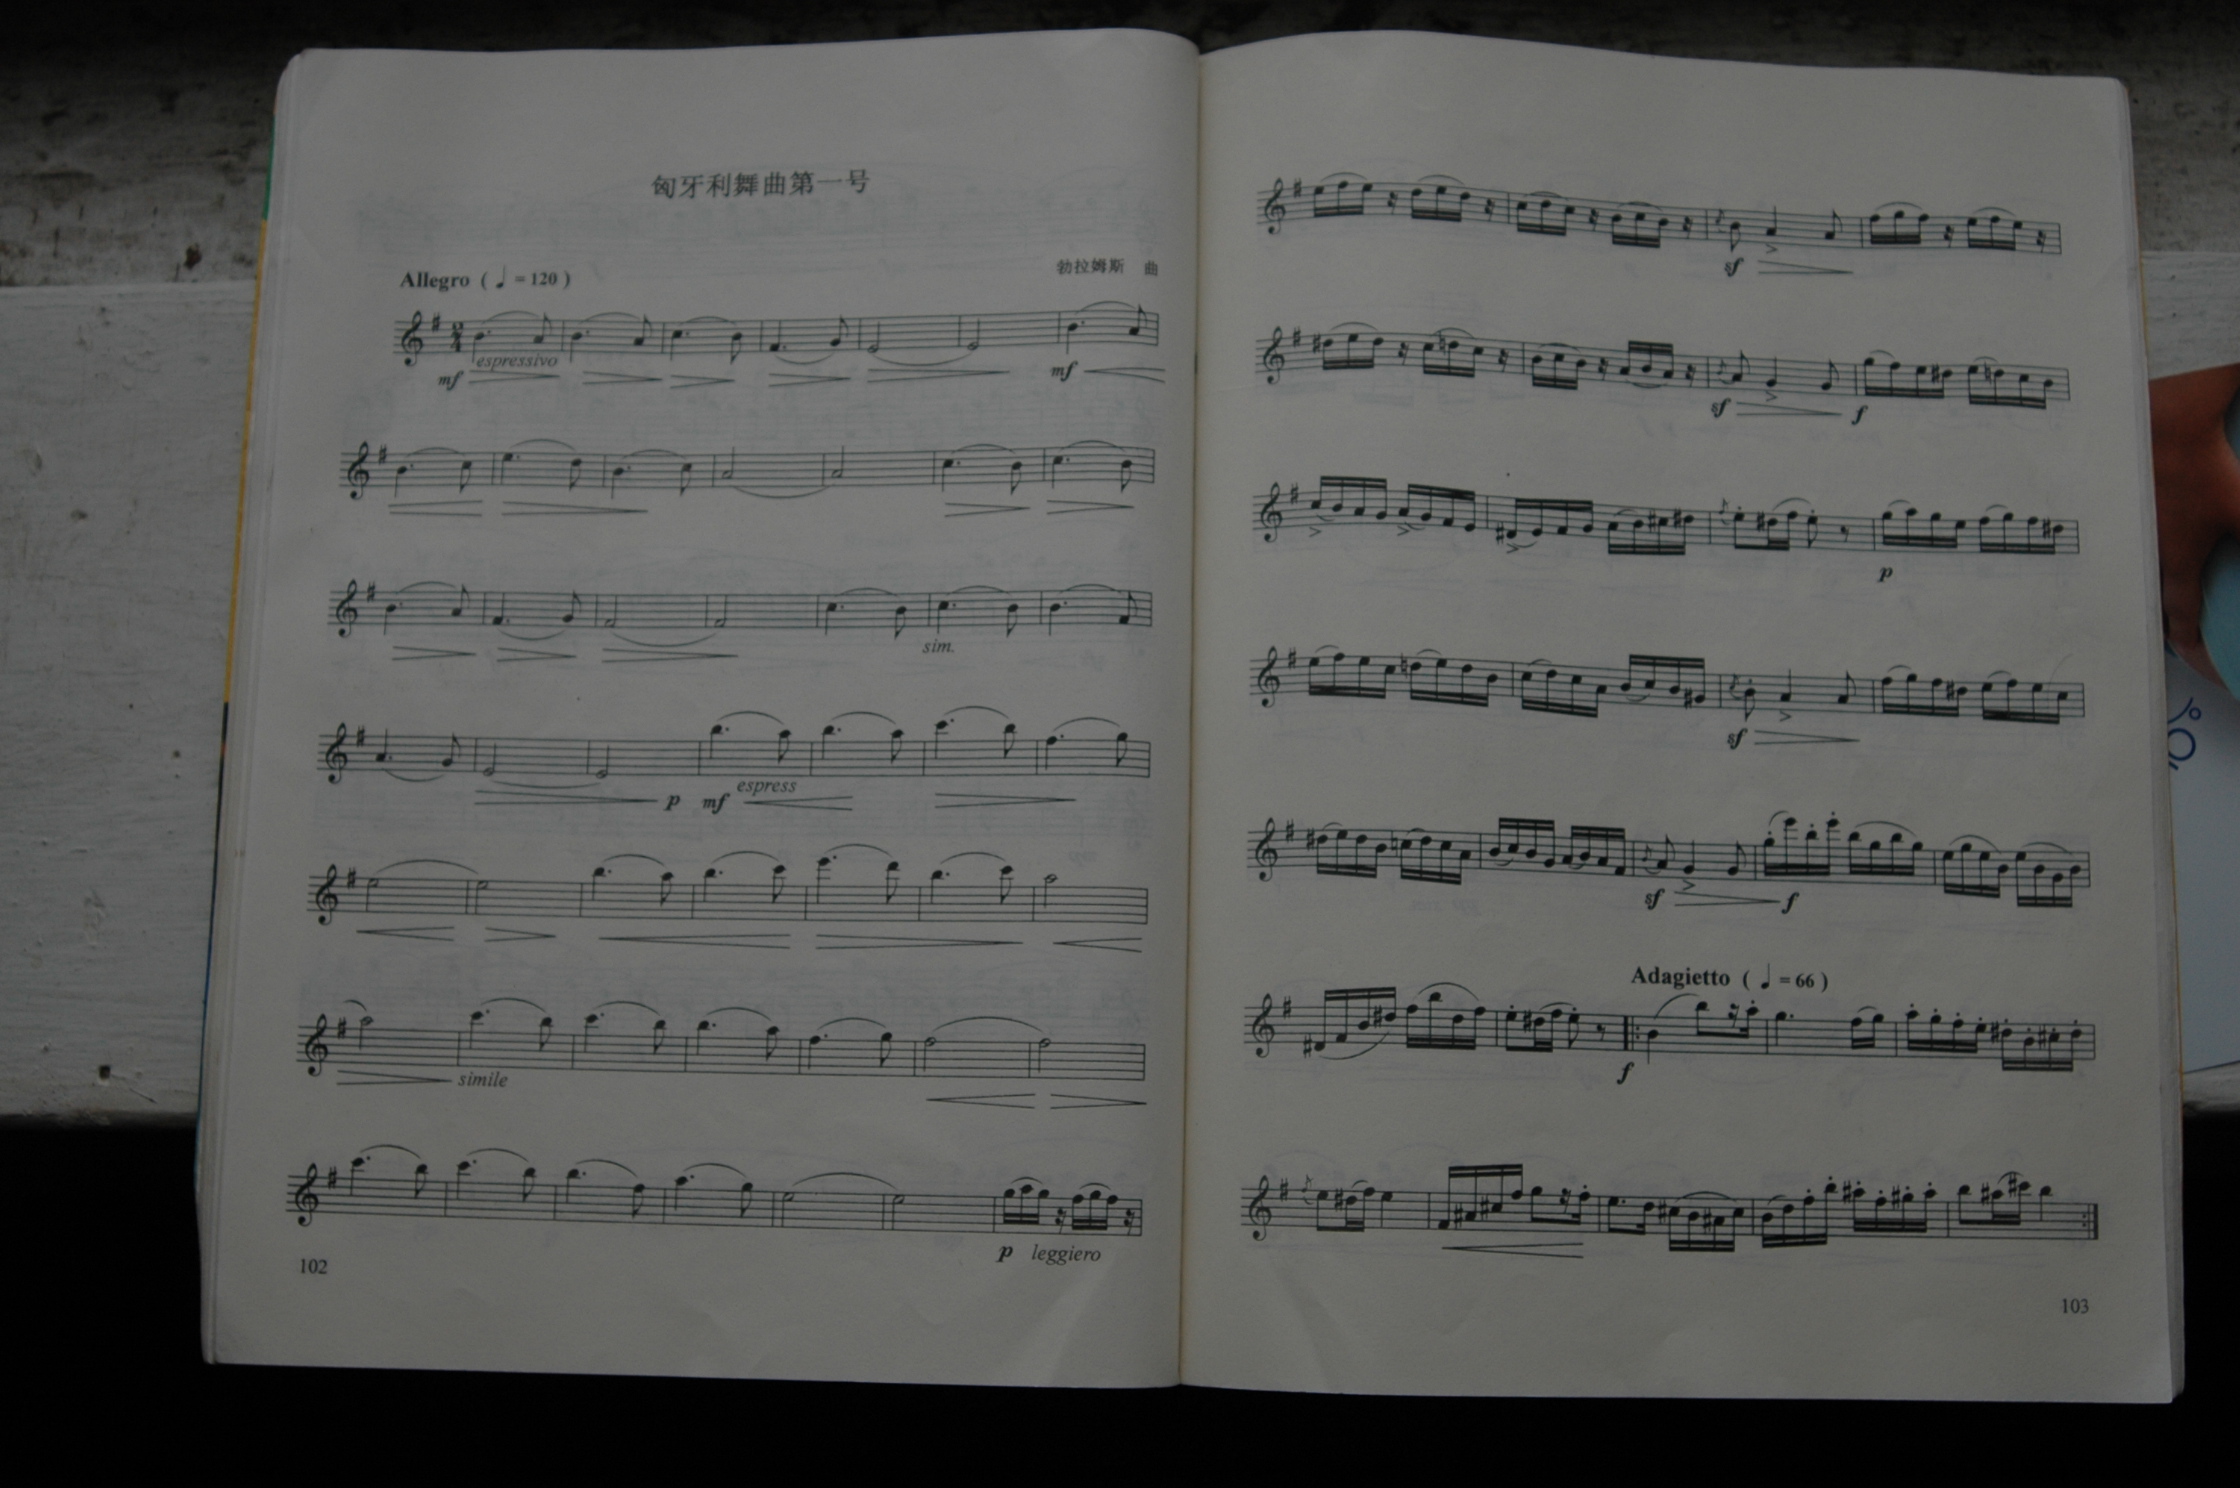 匈牙利舞曲第一号
勃拉姆斯 曲
Allegro ( ♩ = 120 )
espressivo
mf mf
sim.
p mf espress
simile
p leggiero
102
sf
sf f
p
sf
sf f
Adagietto ( ♩ = 66 )
f
103